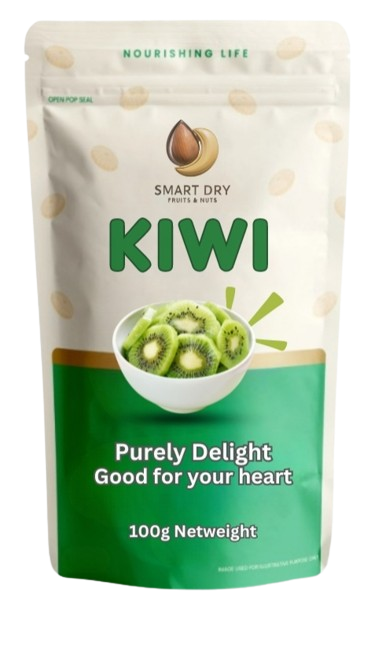 NOURISHING LIFE
OPEN POP SEAL
SMART DRY
FRUITS & NUTS
KIWI
Purely Delight
Good for your heart
100g Netweight